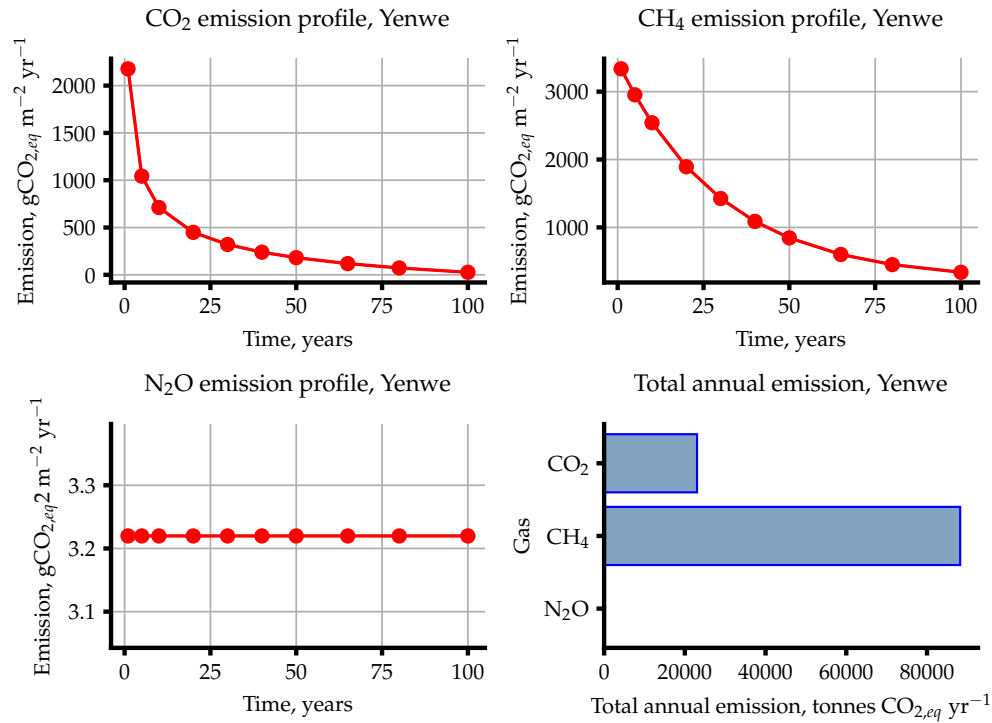 CO₂ emission profile, Yenwe
Emission, gCO₂,eq m⁻² yr⁻¹
2000
1500
1000
500
0
0 25 50 75 100
Time, years
CH₄ emission profile, Yenwe
Emission, gCO₂,eq m⁻² yr⁻¹
3000
2000
1000
0 25 50 75 100
Time, years
N₂O emission profile, Yenwe
Emission, gCO₂,eq2 m⁻² yr⁻¹
3.3
3.2
3.1
0 25 50 75 100
Time, years
Total annual emission, Yenwe
Gas
CO₂
CH₄
N₂O
0 20000 40000 60000 80000
Total annual emission, tonnes CO₂,eq yr⁻¹